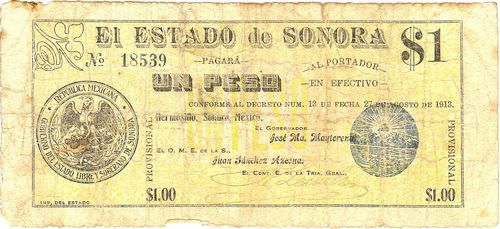 El ESTADO de SONORA $1
No 18539 PAGARÁ AL PORTADOR
UN PESO EN EFECTIVO
CONFORME AL DECRETO NUM. 13 DE FECHA 27 DE AGOSTO DE 1913.
Hermosillo, Sonora, México.
REPUBLICA MEXICANA
GOBIERNO DEL ESTADO LIBRE Y SOBERANO DE SONORA
PROVISIONAL
EL GOBERNADOR
José Ma. Maytorena
EL O. M. E. DE LA S.,
Juan Sánchez Azcona.
EL CONT. E. DE LA TRIA. GRAL.,
PROVISIONAL
$1.00 $1.00
IMP. DEL ESTADO